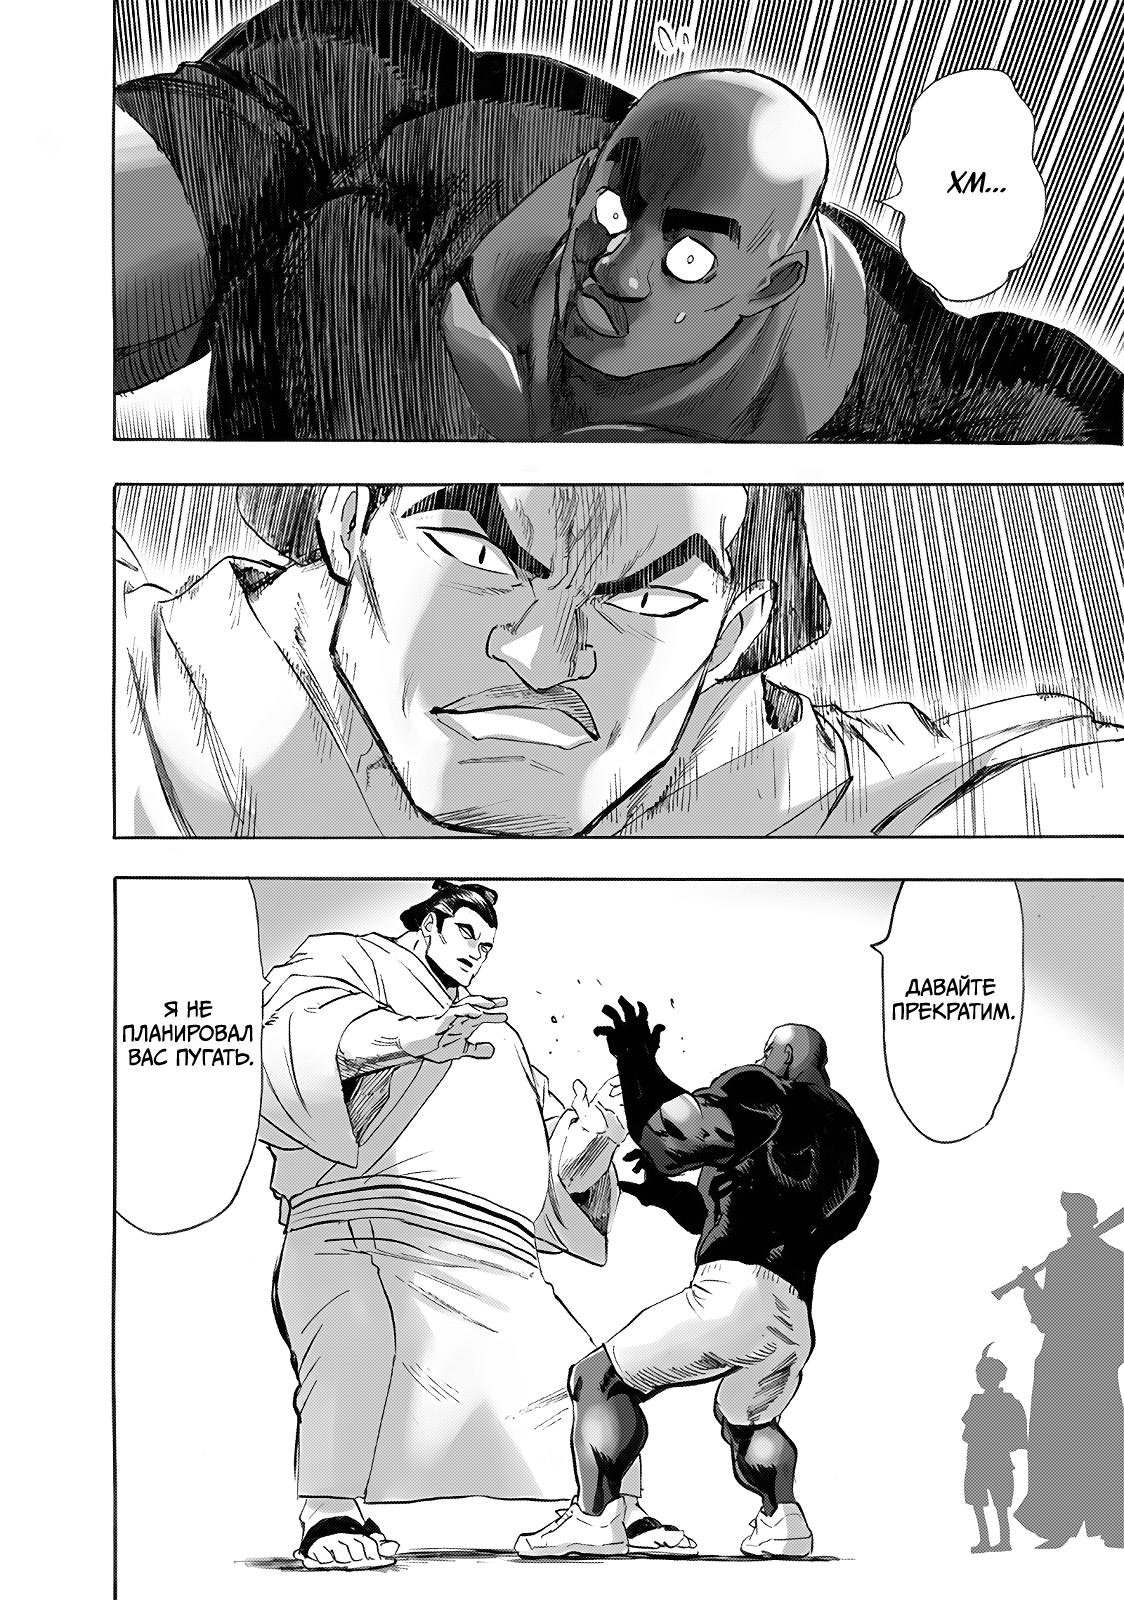 ХМ...
ДАВАЙТЕ
ПРЕКРАТИМ.
Я НЕ
ПЛАНИРОВАЛ
ВАС ПУГАТЬ.